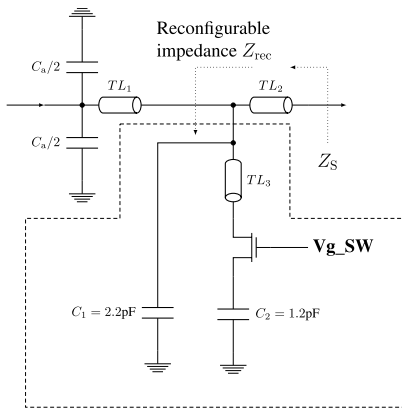 Reconfigurable
impedance Z_rec
C_a/2
TL_1
TL_2
C_a/2
Z_S
TL_3
Vg_SW
C_1 = 2.2pF
C_2 = 1.2pF